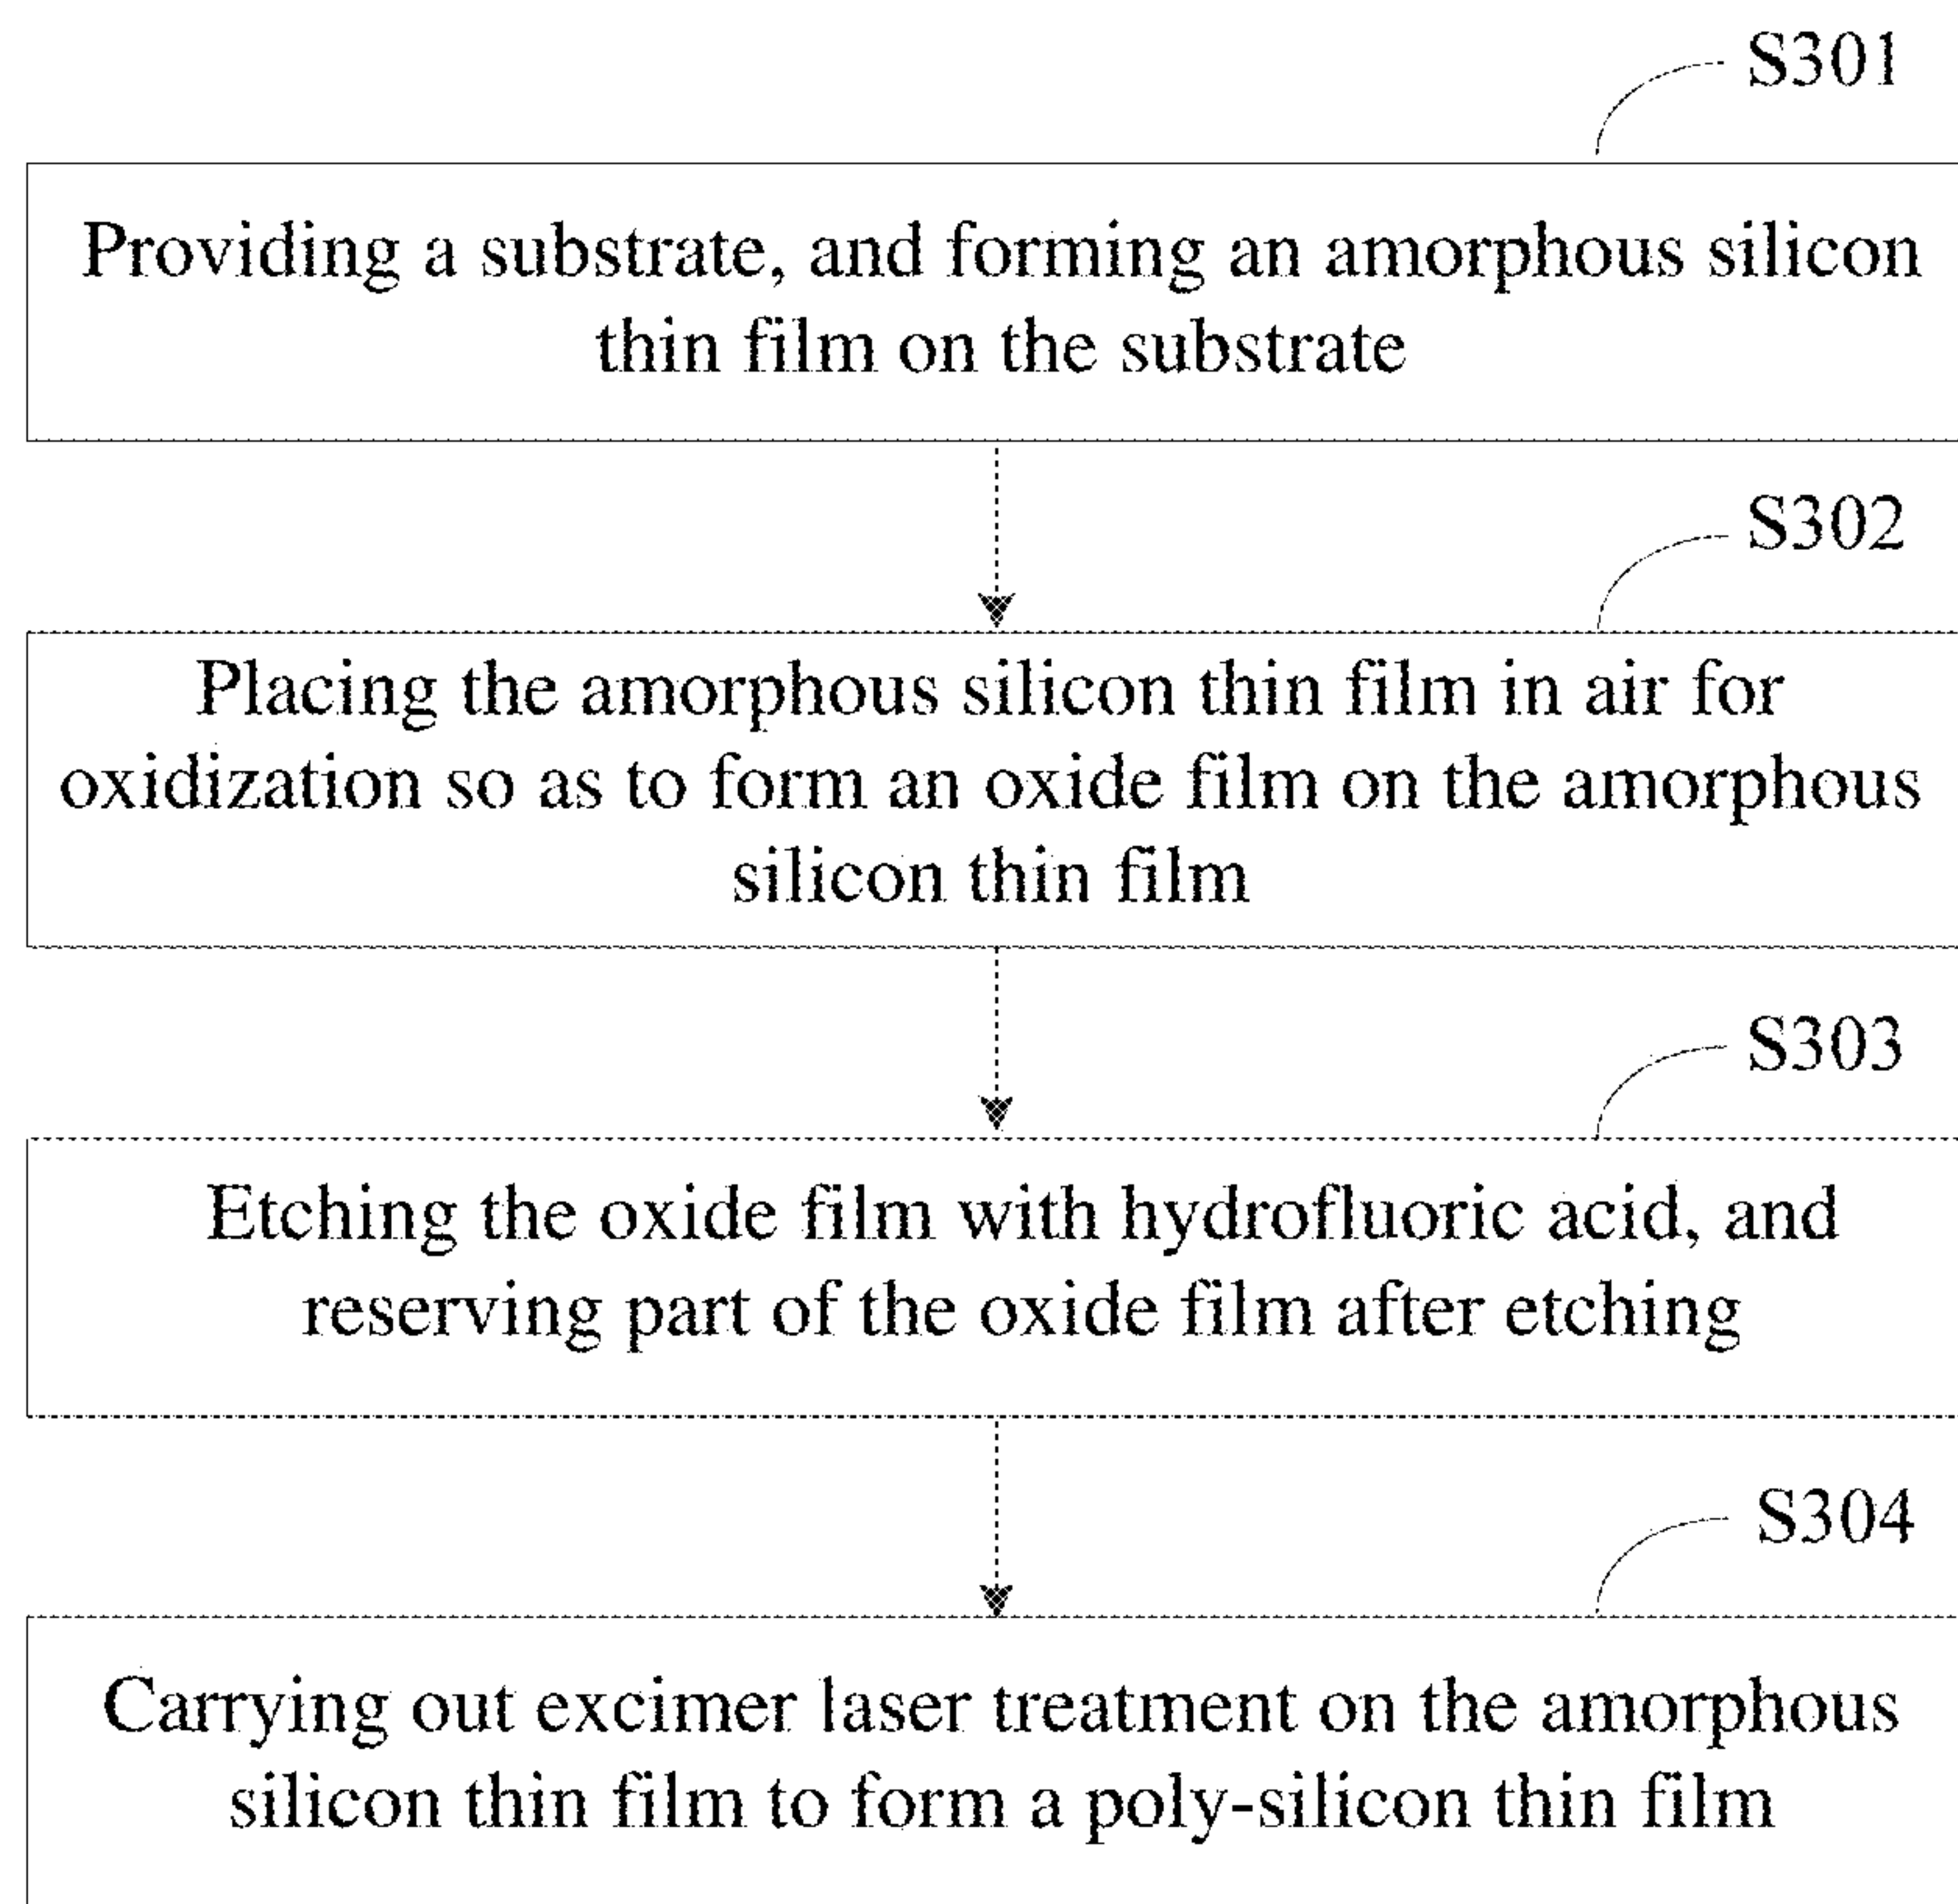 S301
Providing a substrate, and forming an amorphous silicon
thin film on the substrate
S302
Placing the amorphous silicon thin film in air for
oxidization so as to form an oxide film on the amorphous
silicon thin film
S303
Etching the oxide film with hydrofluoric acid, and
reserving part of the oxide film after etching
S304
Carrying out excimer laser treatment on the amorphous
silicon thin film to form a poly-silicon thin film